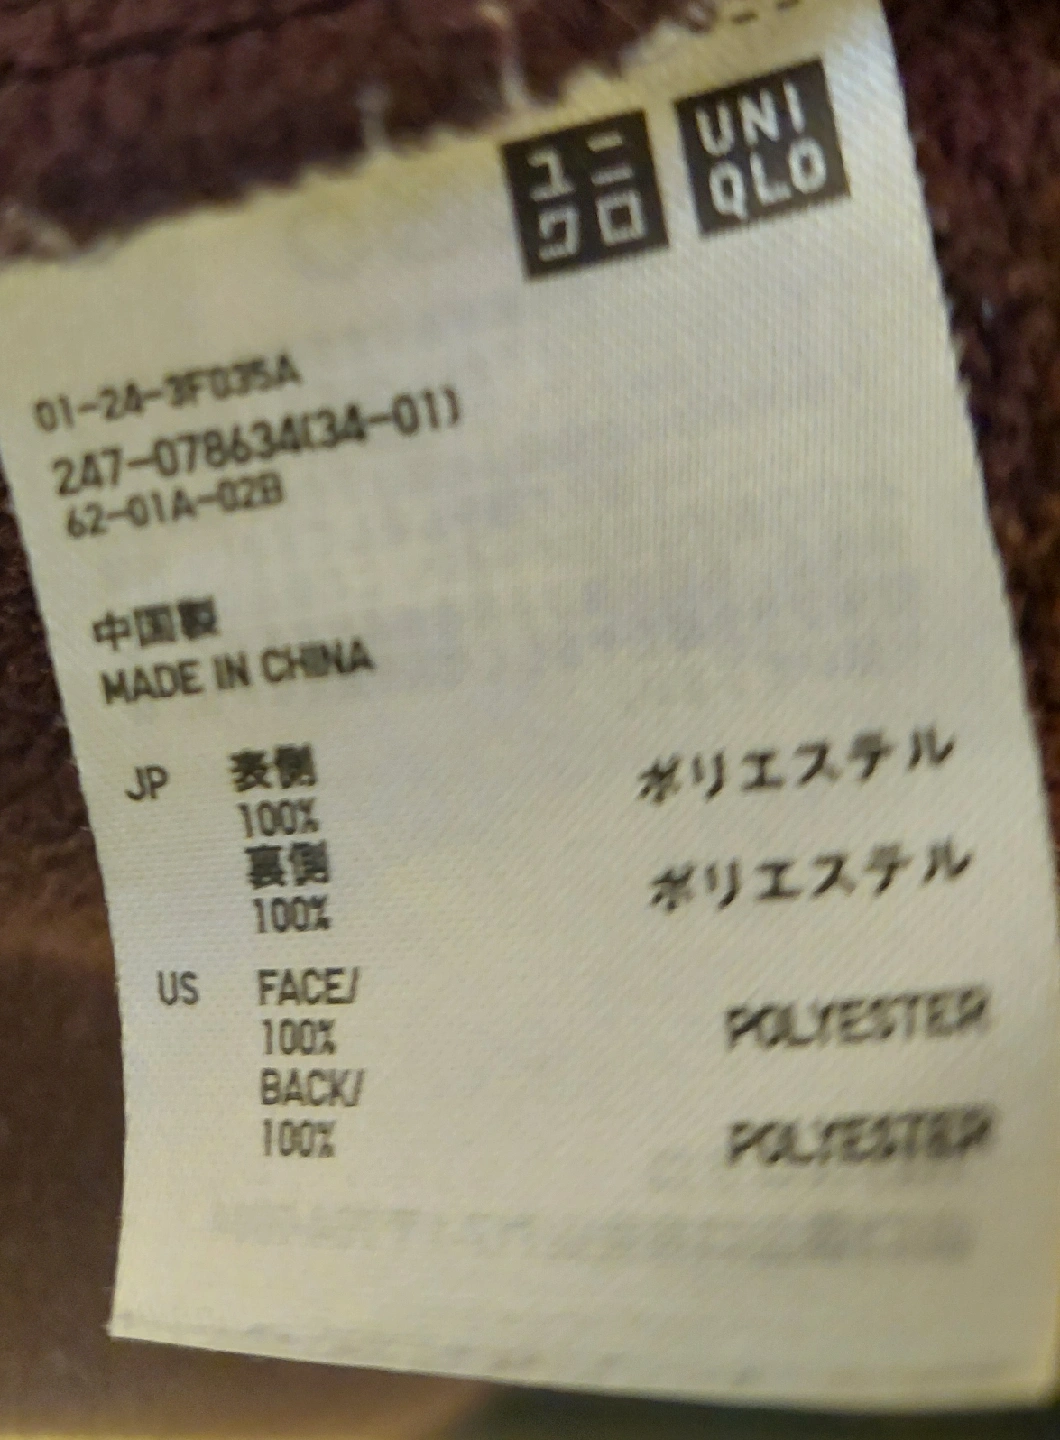 ユニ
クロ
UNI
QLO
01-24-3F035A
247-078634(34-01)
62-01A-02B
中国製
MADE IN CHINA
JP 表側
100% ポリエステル
裏側
100% ポリエステル
US FACE/
100% POLYESTER
BACK/
100% POLYESTER